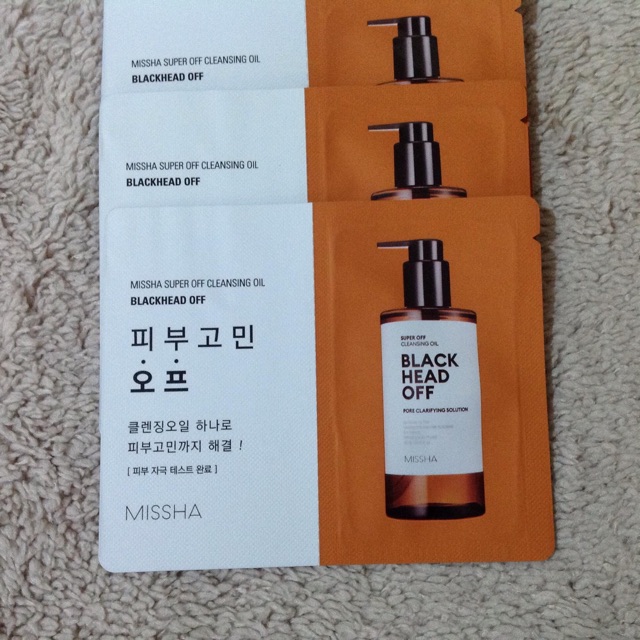 MISSHA SUPER OFF CLEANSING OIL
BLACKHEAD OFF
MISSHA SUPER OFF CLEANSING OIL
BLACKHEAD OFF
MISSHA SUPER OFF CLEANSING OIL
BLACKHEAD OFF
피부고민
오프
클렌징오일 하나로
피부고민까지 해결 !
[ 피부 자극 테스트 완료 ]
MISSHA
SUPER OFF
CLEANSING OIL
BLACK
HEAD
OFF
PORE CLARIFYING SOLUTION
MISSHA